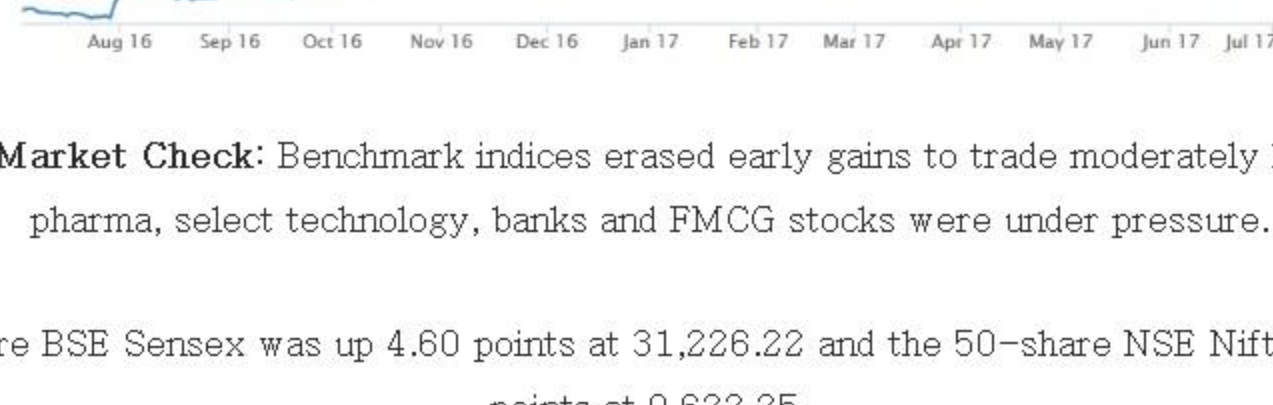 Aug 16 Sep 16 Oct 16 Nov 16 Dec 16 Jan 17 Feb 17 Mar 17 Apr 17 May 17 Jun 17 Jul 17
Market Check: Benchmark indices erased early gains to trade moderately
pharma, select technology, banks and FMCG stocks were under pressure.
re BSE Sensex was up 4.60 points at 31,226.22 and the 50-share NSE Nift
points at